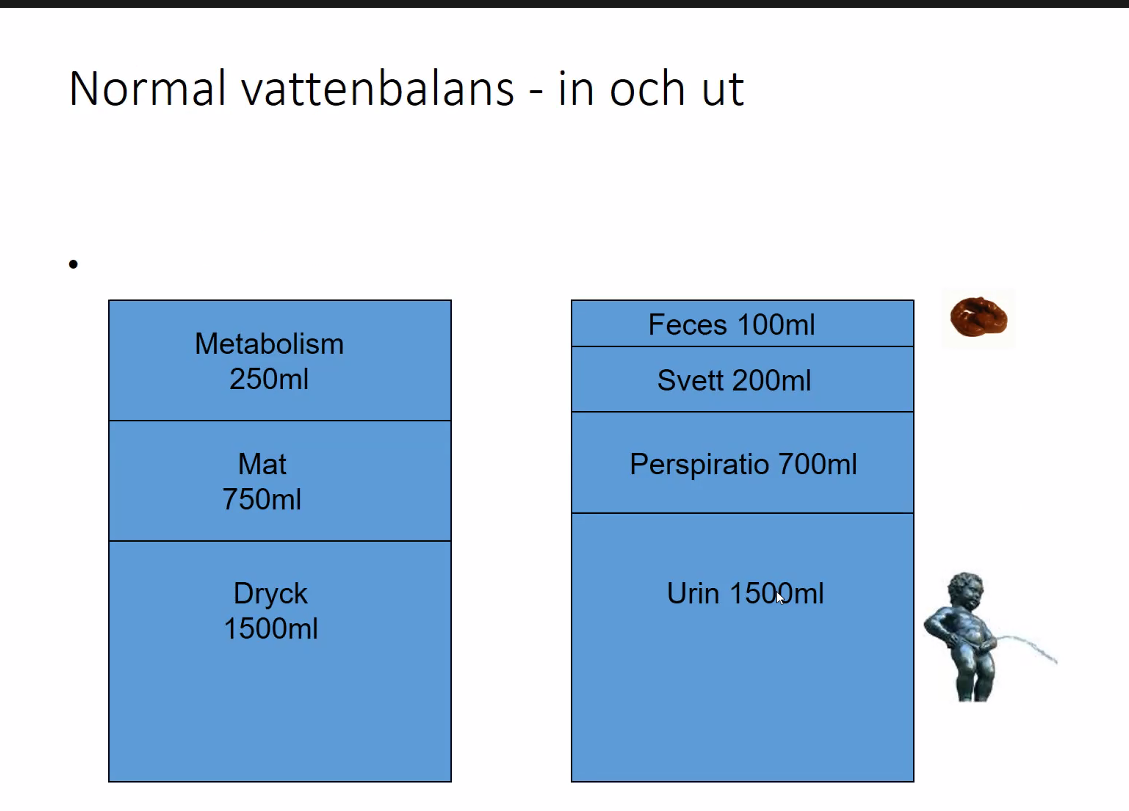 Normal vattenbalans - in och ut
•
Metabolism
250ml
Mat
750ml
Dryck
1500ml
Feces 100ml
Svett 200ml
Perspiratio 700ml
Urin 1500ml